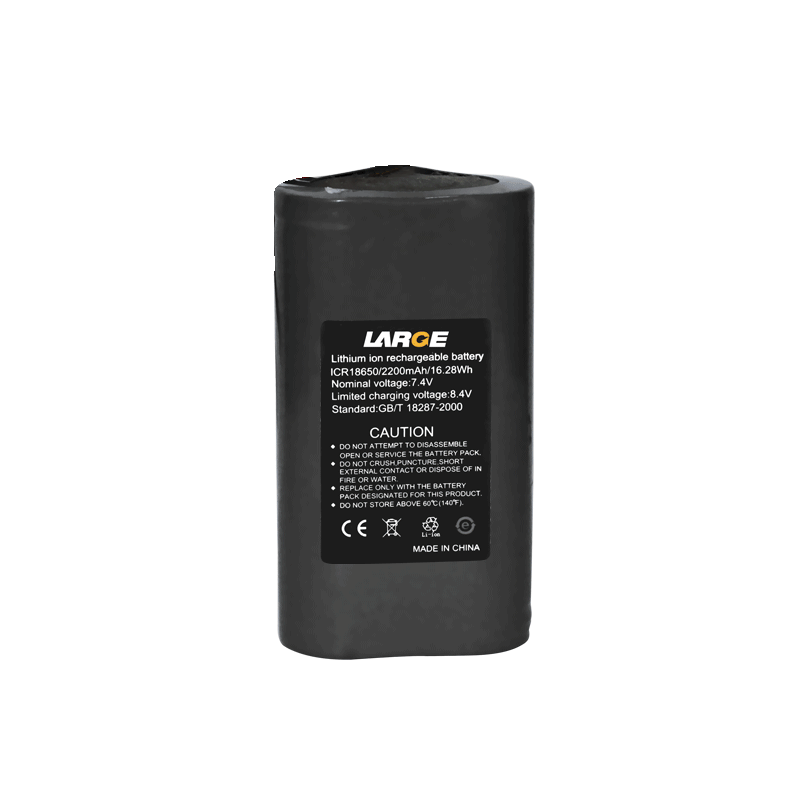 LARGE
Lithium ion rechargeable battery
ICR18650/2200mAh/16.28Wh
Nominal voltage:7.4V
Limited charging voltage:8.4V
Standard:GB/T 18287-2000
CAUTION
DO NOT ATTEMPT TO DISASSEMBLE
OPEN OR SERVICE THE BATTERY PACK.
DO NOT CRUSH,PUNCTURE,SHORT
EXTERNAL CONTACT OR DISPOSE OF IN
FIRE OR WATER.
REPLACE ONLY WITH THE BATTERY
PACK DESIGNATED FOR THIS PRODUCT.
DO NOT STORE ABOVE 60℃(140℉).
CE
Li-ion
MADE IN CHINA